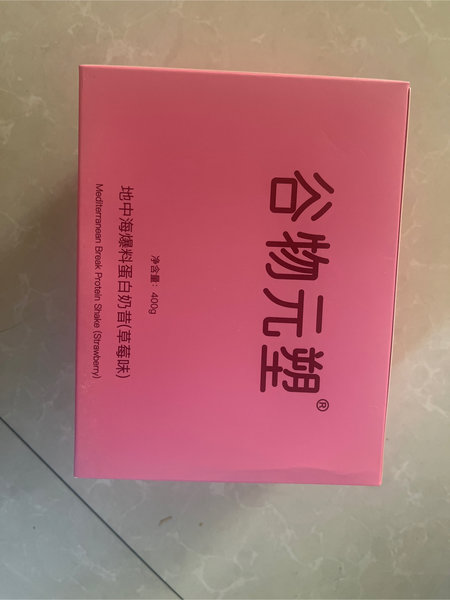 谷物元塑®
净含量：400g
地中海爆料蛋白奶昔(草莓味)
Mediterranean Break Protein Shake (Strawberry)